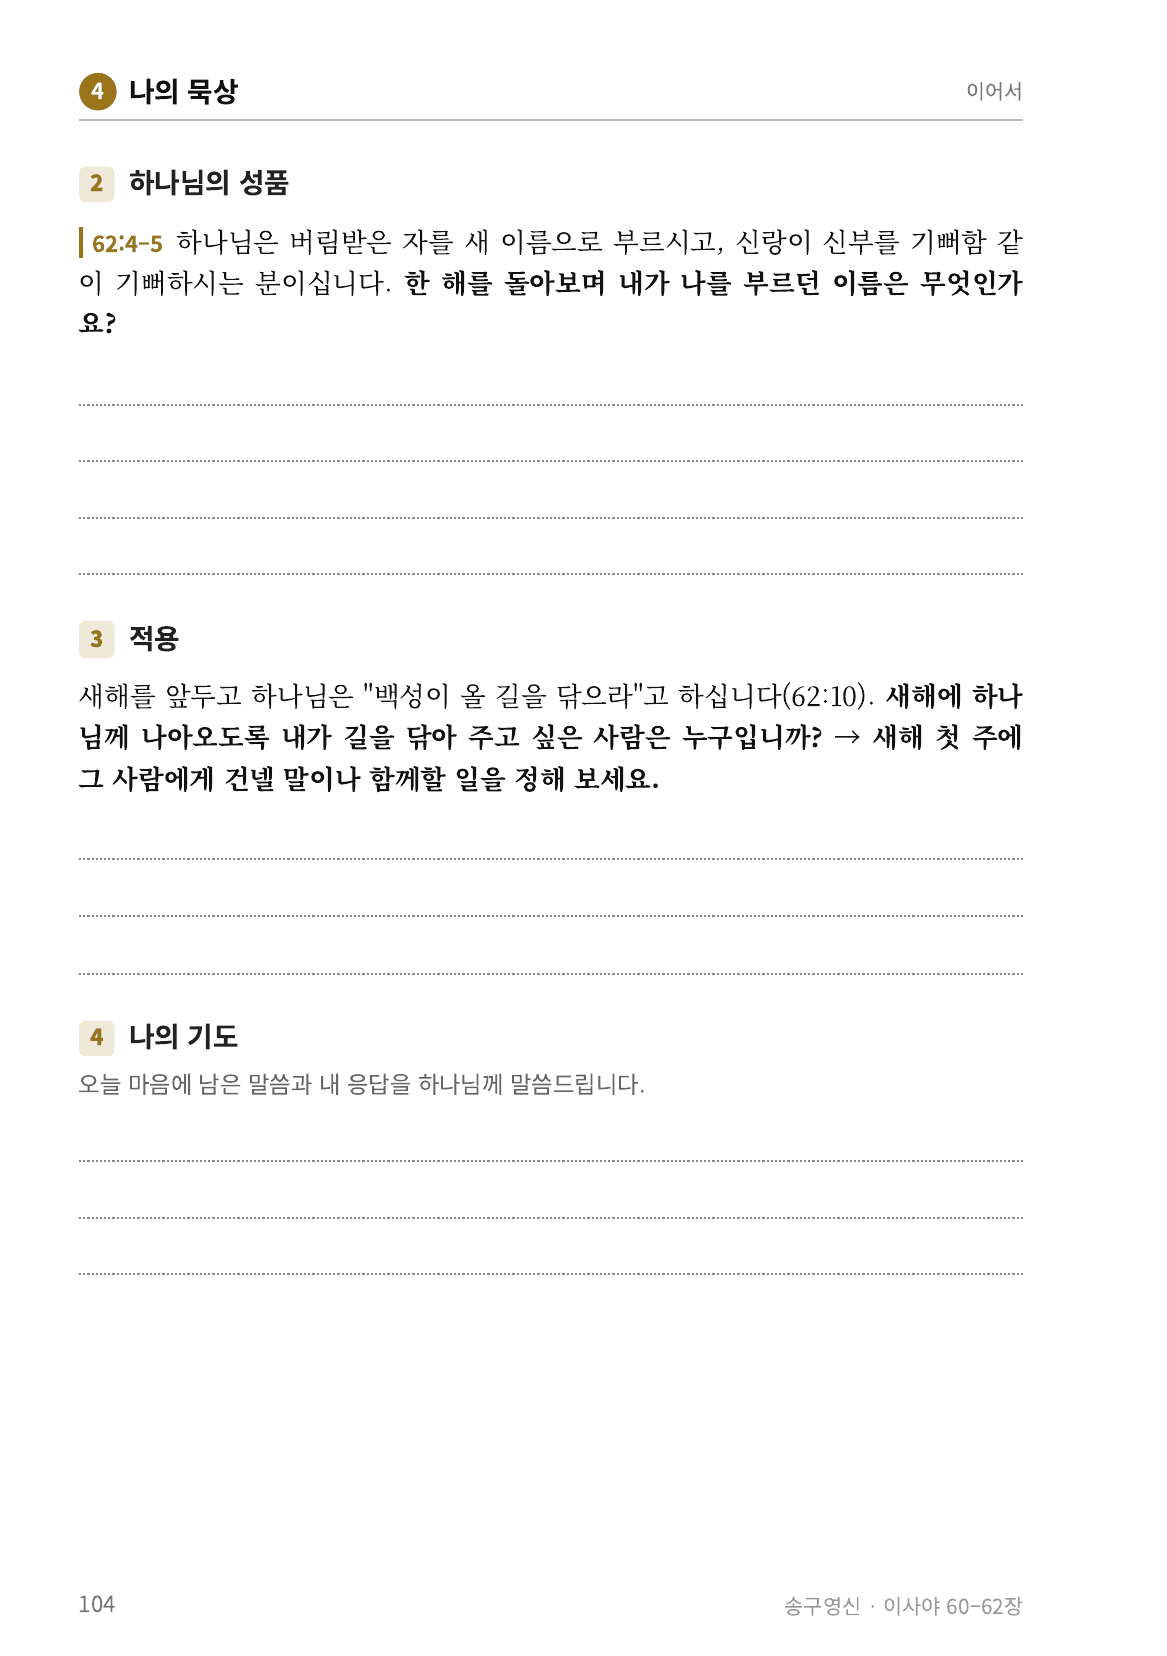 4 나의 묵상 이어서
2 하나님의 성품
62:4–5 하나님은 버림받은 자를 새 이름으로 부르시고, 신랑이 신부를 기뻐함 같
이 기뻐하시는 분이십니다. 한 해를 돌아보며 내가 나를 부르던 이름은 무엇인가
요?
3 적용
새해를 앞두고 하나님은 "백성이 올 길을 닦으라"고 하십니다(62:10). 새해에 하나
님께 나아오도록 내가 길을 닦아 주고 싶은 사람은 누구입니까? → 새해 첫 주에
그 사람에게 건넬 말이나 함께할 일을 정해 보세요.
4 나의 기도
오늘 마음에 남은 말씀과 내 응답을 하나님께 말씀드립니다.
104 송구영신 · 이사야 60–62장